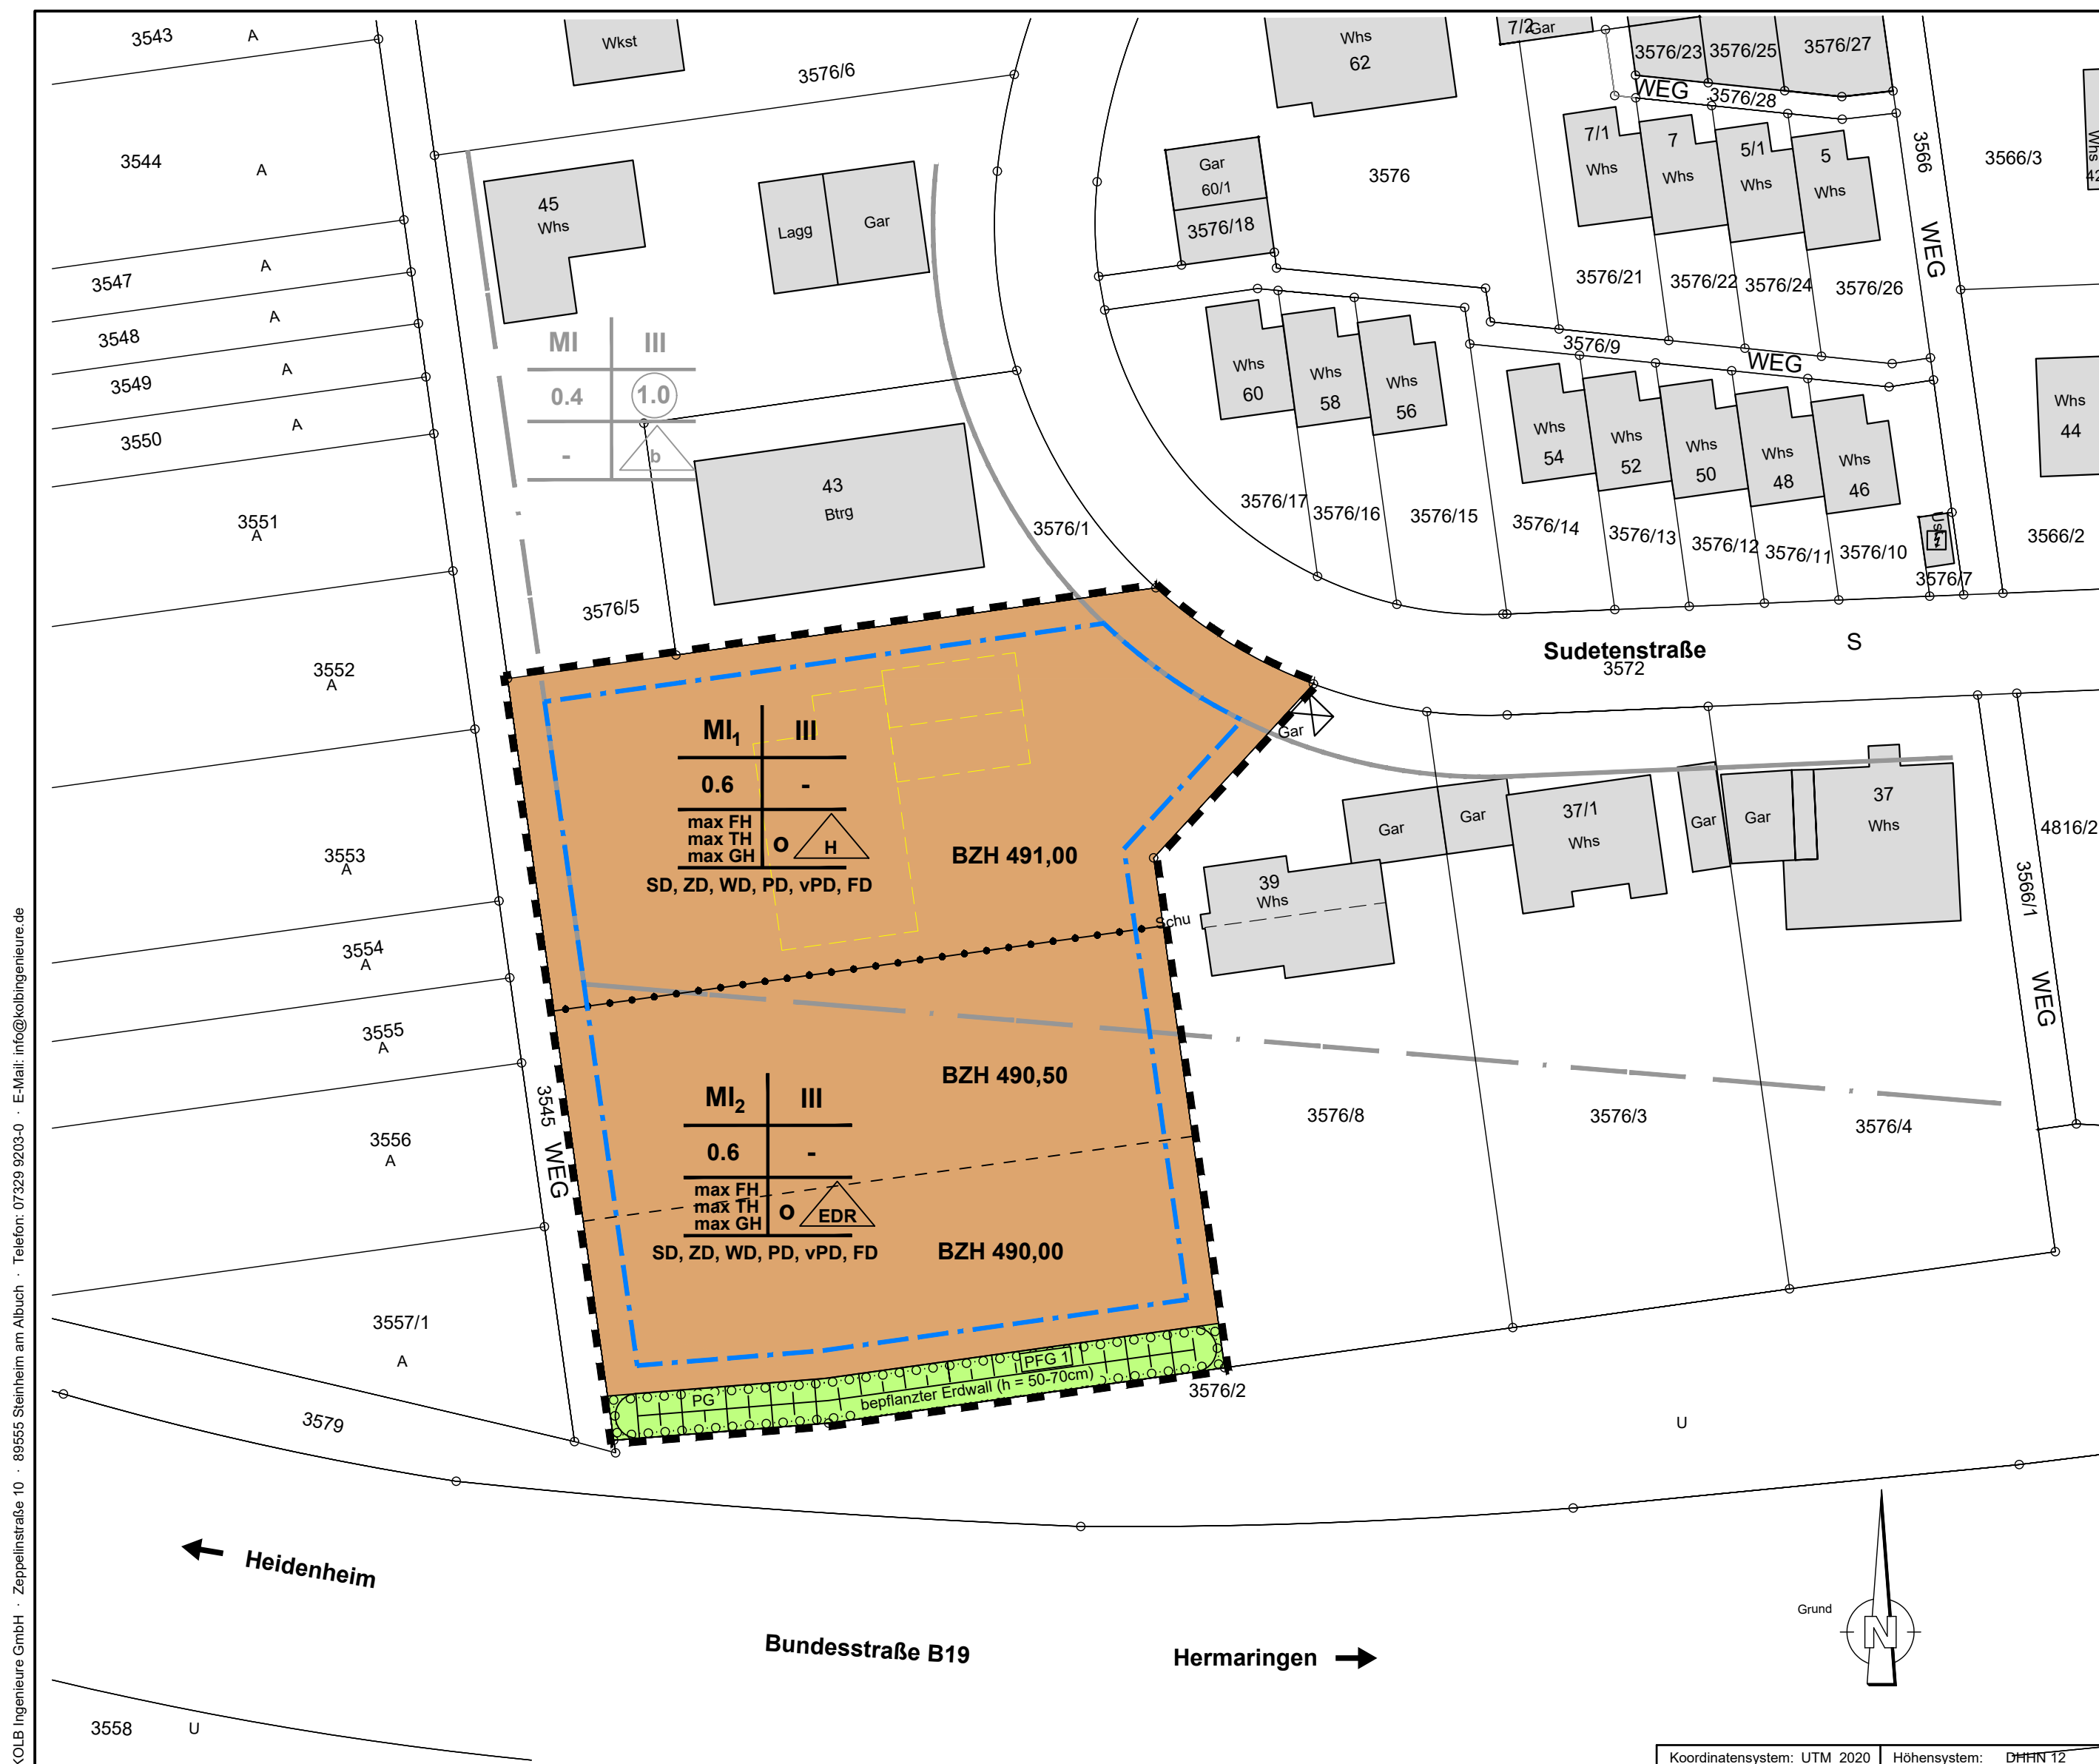 3543
A
Wkst
3576/6
Whs
62
7/2
Gar
3576/23
3576/25
3576/27
WEG
3576/28
3544
A
45
Whs
Lagg
Gar
Gar
60/1
3576/18
3576
7/1
Whs
7
Whs
5/1
Whs
5
Whs
3566
WEG
3566/3
Whs
42
3547
A
3548
A
3549
A
3550
A
3551
A
MI
III
0.4
1.0
-
b
3576/21
3576/22
3576/24
3576/26
3576/9
WEG
Whs
60
Whs
58
Whs
56
Whs
54
Whs
52
Whs
50
Whs
48
Whs
46
Whs
44
43
Btrg
3576/1
3576/17
3576/16
3576/15
3576/14
3576/13
3576/12
3576/11
3576/10
3576/7
3566/2
3576/5
3552
A
Sudetenstraße
3572
S
MI1
III
0.6
-
max FH
max TH
max GH
o
H
SD, ZD, WD, PD, vPD, FD
BZH 491,00
Gar
Gar
Gar
37/1
Whs
Gar
Gar
37
Whs
4816/2
3566/1
WEG
39
Whs
Schu
3553
A
3554
A
3555
A
3556
A
3545
WEG
BZH 490,50
MI2
III
0.6
-
max FH
max TH
max GH
o
EDR
SD, ZD, WD, PD, vPD, FD
BZH 490,00
3576/8
3576/3
3576/4
3557/1
A
PFG 1
PG
bepflanzter Erdwall (h = 50-70cm)
3576/2
3579
U
Heidenheim
Bundesstraße B19
Hermaringen
Grund
N
3558
U
KOLB Ingenieure GmbH · Zeppelinstraße 10 · 89555 Steinheim am Albuch · Telefon: 07329 9203-0 · E-Mail: info@kolbingenieure.de
Koordinatensystem: UTM 2020
Höhensystem: DHHN 12